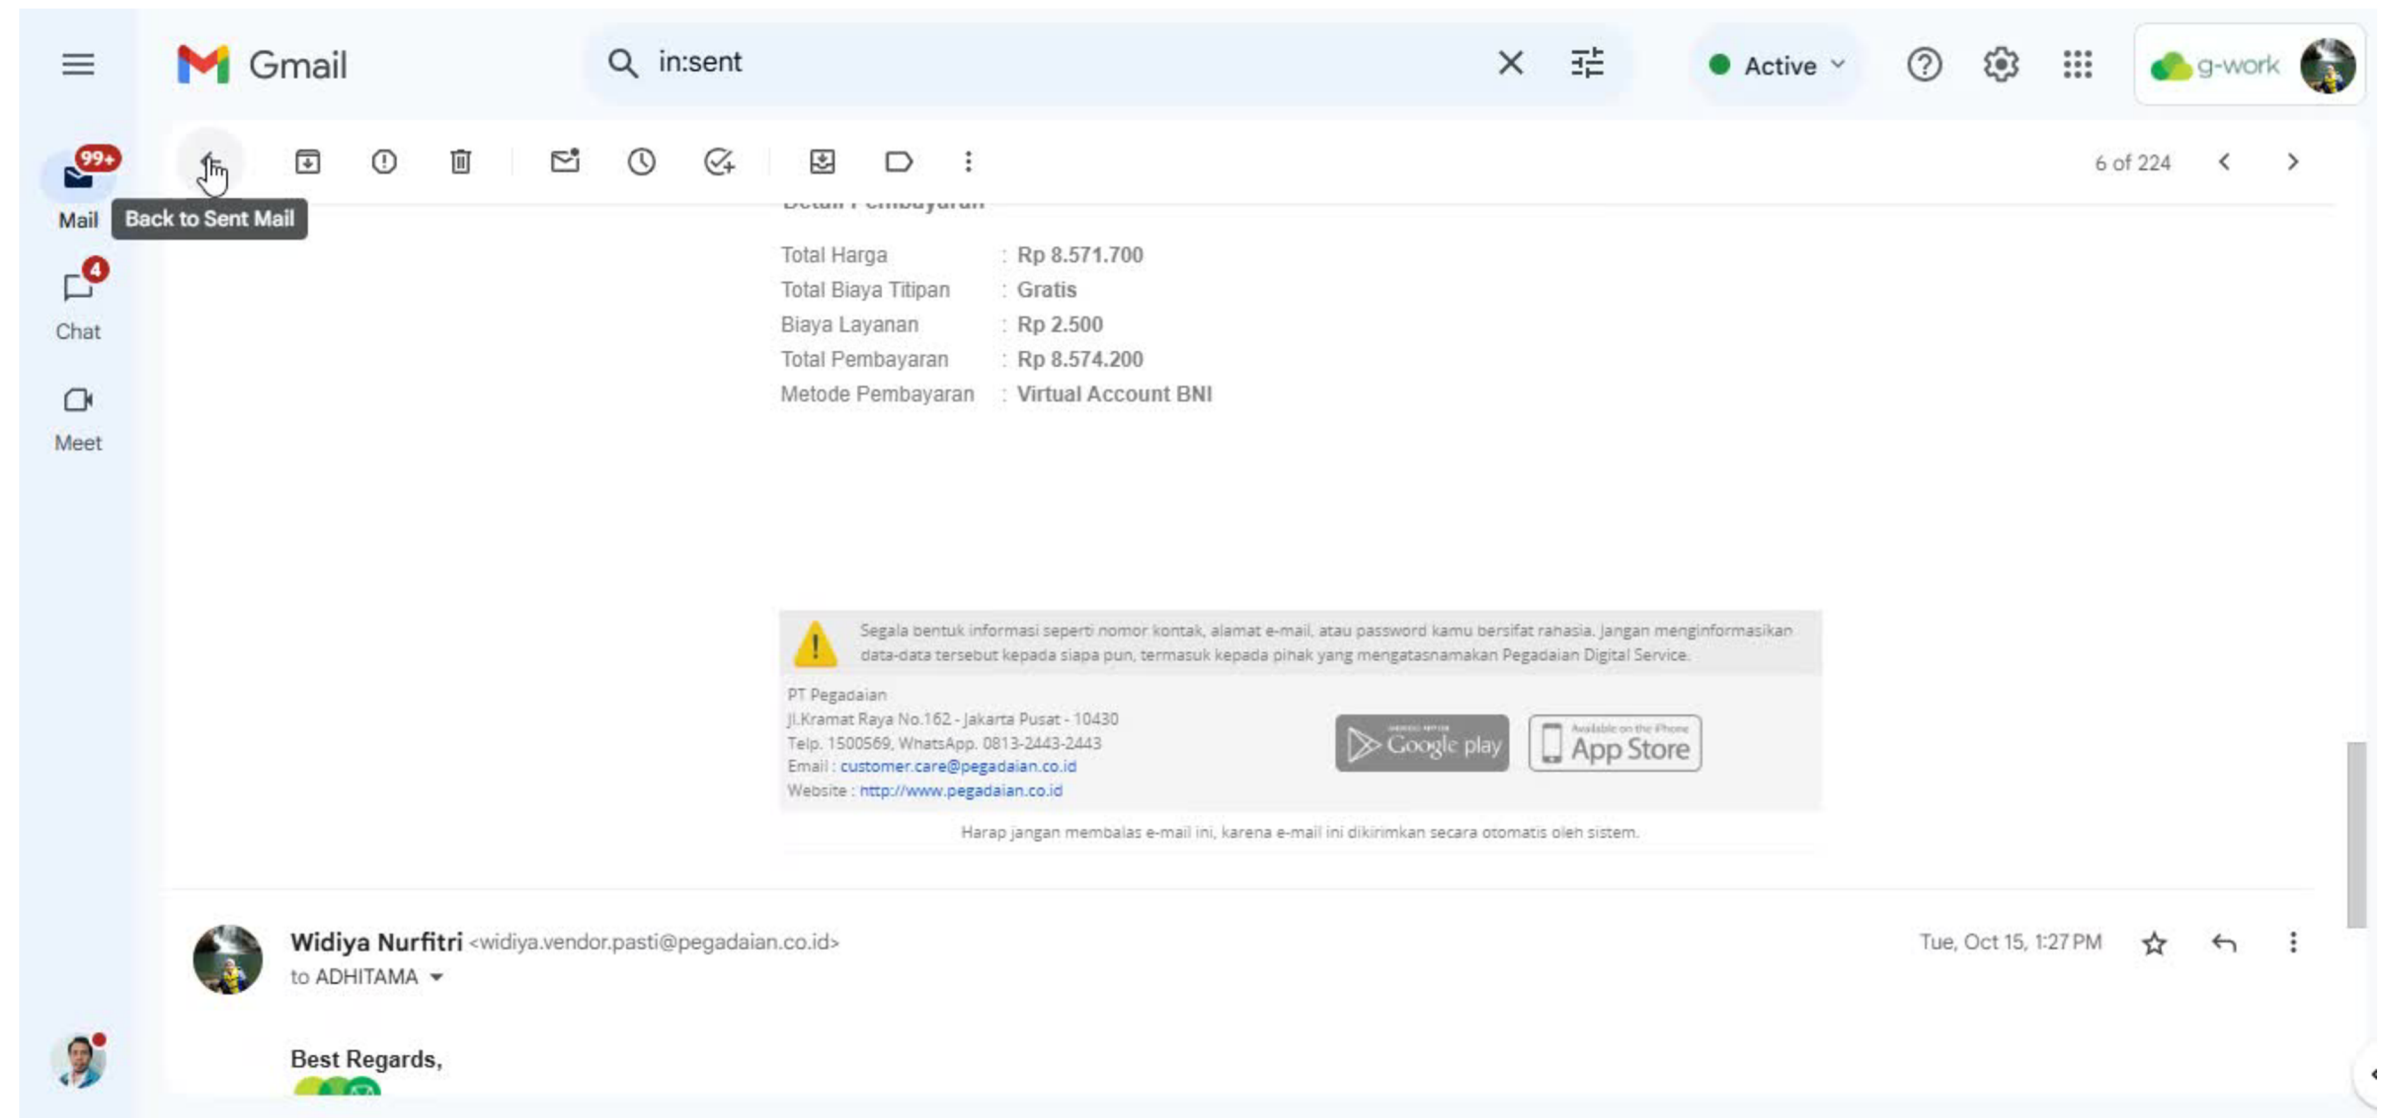 Gmail
in:sent
Active
g-work
99+
Mail
Back to Sent Mail
6 of 224
4
Chat
Meet
Detail Pembayaran
Total Harga : Rp 8.571.700
Total Biaya Titipan : Gratis
Biaya Layanan : Rp 2.500
Total Pembayaran : Rp 8.574.200
Metode Pembayaran : Virtual Account BNI
Segala bentuk informasi seperti nomor kontak, alamat e-mail, atau password kamu bersifat rahasia. Jangan menginformasikan
data-data tersebut kepada siapa pun, termasuk kepada pihak yang mengatasnamakan Pegadaian Digital Service.
PT Pegadaian
Jl.Kramat Raya No.162 - Jakarta Pusat - 10430
Telp. 1500569, WhatsApp. 0813-2443-2443
Email : customer.care@pegadaian.co.id
Website : http://www.pegadaian.co.id
Google play
Available on the iPhone
App Store
Harap jangan membalas e-mail ini, karena e-mail ini dikirimkan secara otomatis oleh sistem.
Widiya Nurfitri <widiya.vendor.pasti@pegadaian.co.id>
Tue, Oct 15, 1:27 PM
to ADHITAMA
Best Regards,